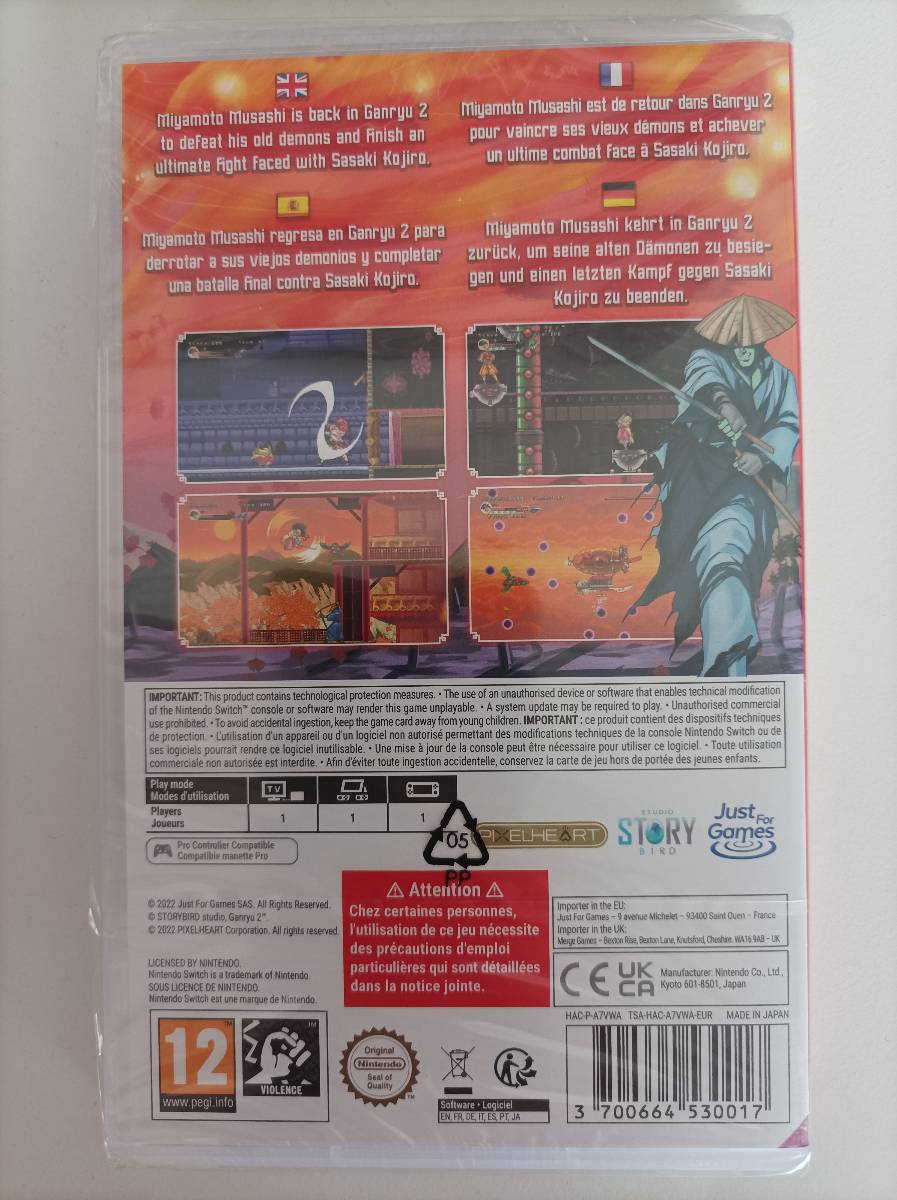 Miyamoto Musashi is back in Ganryu 2
to defeat his old demons and finish an
ultimate fight faced with Sasaki Kojiro.
Miyamoto Musashi est de retour dans Ganryu 2
pour vaincre ses vieux démons et achever
un ultime combat face à Sasaki Kojiro.
Miyamoto Musashi regresa en Ganryu 2 para
derrotar a sus viejos demonios y completar
una batalla final contra Sasaki Kojiro.
Miyamoto Musashi kehrt in Ganryu 2
zurück, um seine alten Dämonen zu besie-
gen und einen letzten Kampf gegen Sasaki
Kojiro zu beenden.
IMPORTANT: This product contains technological protection measures. • The use of an unauthorised device or software that enables technical modification
of the Nintendo Switch™ console or software may render this game unplayable. • A system update may be required to play. • Unauthorised commercial
use prohibited. • To avoid accidental ingestion, keep the game card away from young children. IMPORTANT : ce produit contient des dispositifs techniques
de protection. • L'utilisation d'un appareil ou d'un logiciel non autorisé permettant des modifications techniques de la console Nintendo Switch ou de
ses logiciels pourrait rendre ce logiciel inutilisable. • Une mise à jour de la console peut être nécessaire pour utiliser ce logiciel. • Toute utilisation
commerciale non autorisée est interdite. • Afin d'éviter toute ingestion accidentelle, conservez la carte de jeu hors de portée des jeunes enfants.
Play mode
Modes d'utilisation
TV
Players
Joueurs
1
1
1
05
PP
PIXELHEART
STUDIO
STORY
BIRD
Just
For
Games
Pro Controller Compatible
Compatible manette Pro
© 2022 Just For Games SAS. All Rights Reserved.
© STORYBIRD studio, Ganryu 2™.
© 2022 PIXELHEART Corporation. All rights reserved.
LICENSED BY NINTENDO.
Nintendo Switch is a trademark of Nintendo.
SOUS LICENCE DE NINTENDO.
Nintendo Switch est une marque de Nintendo.
⚠ Attention ⚠
Chez certaines personnes,
l'utilisation de ce jeu nécessite
des précautions d'emploi
particulières qui sont détaillées
dans la notice jointe.
Importer in the EU:
Just For Games – 9 avenue Michelet – 93400 Saint Ouen – France
Importer in the UK:
Merge Games – Bexton Rise, Bexton Lane, Knutsford, Cheshire. WA16 9AB – UK
CE
UK
CA
Manufacturer: Nintendo Co., Ltd.,
Kyoto 601-8501, Japan
HAC-P-A7VWA TSA-HAC-A7VWA-EUR MADE IN JAPAN
12
www.pegi.info
VIOLENCE
Original
Nintendo
Seal of
Quality
Software • Logiciel
EN, FR, DE, IT, ES, PT, JA
3 700664 530017